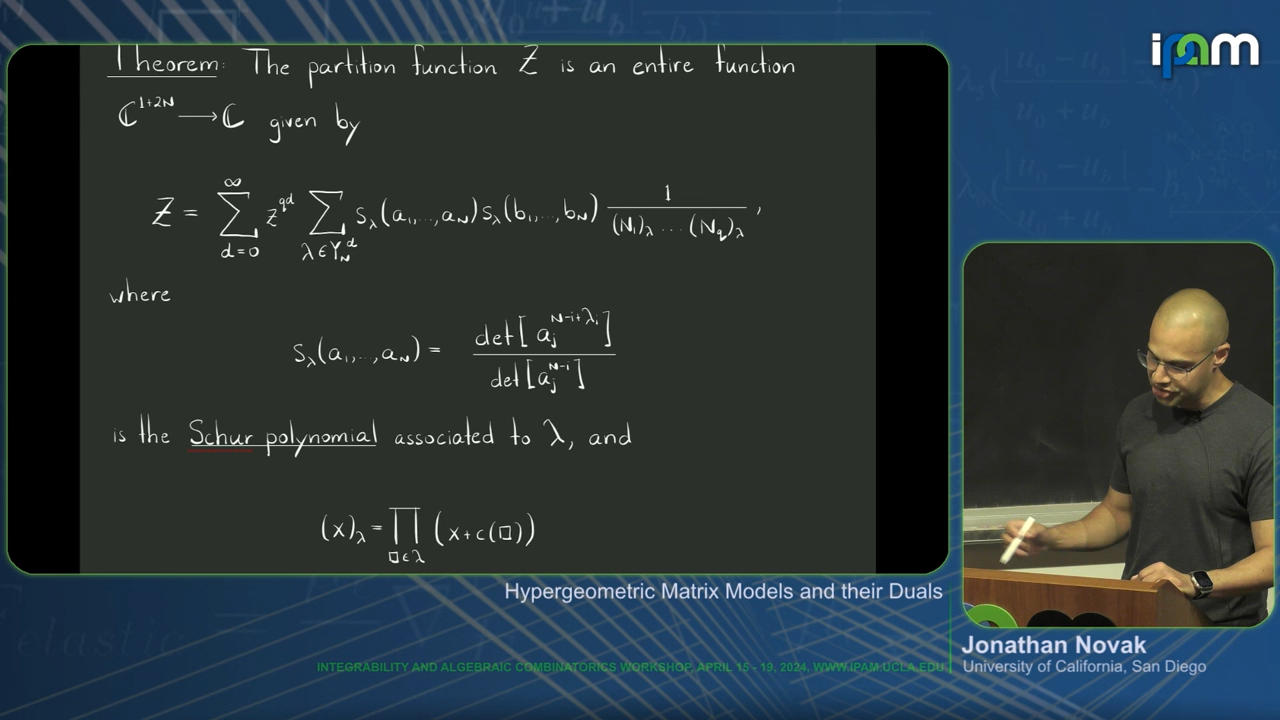 Theorem: The partition function Z is an entire function
ℂ^{1+2N} → ℂ given by
Z = ∑_{d=0}^{∞} z^{qd} ∑_{λ∈Y_N^d} s_λ(a_1,...,a_N) s_λ(b_1,...,b_N) 1/((N_1)_λ ... (N_q)_λ),
where
s_λ(a_1,...,a_N) = det[a_j^{N-i+λ_i}] / det[a_j^{N-i}]
is the Schur polynomial associated to λ, and
(x)_λ = ∏_{□∈λ} (x+c(□))
ipam
Hypergeometric Matrix Models and their Duals
Jonathan Novak
University of California, San Diego
INTEGRABILITY AND ALGEBRAIC COMBINATORICS WORKSHOP, APRIL 15 - 19, 2024, WWW.IPAM.UCLA.EDU
elastic